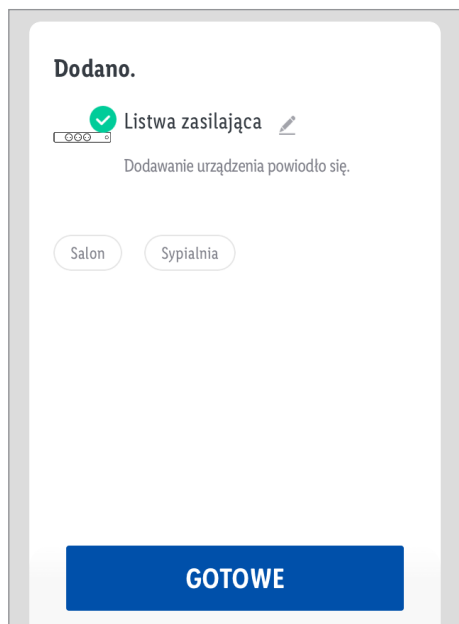 Dodano.
Listwa zasilająca
Dodawanie urządzenia powiodło się.
Salon Sypialnia
GOTOWE